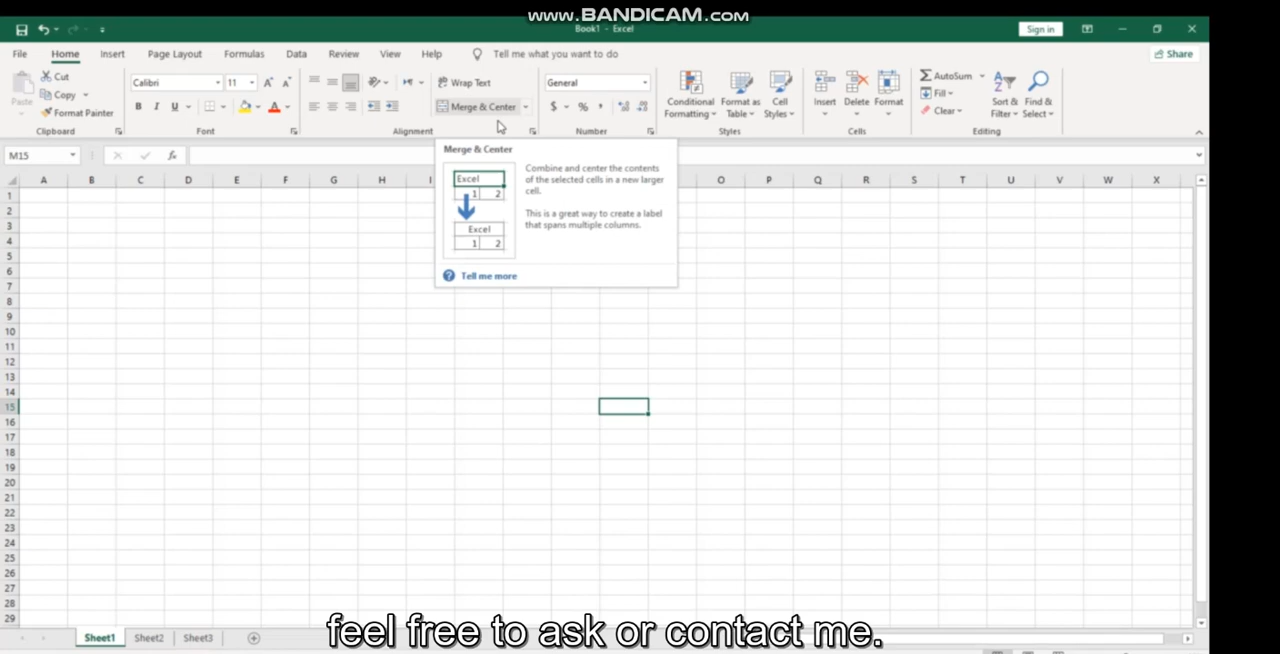 www.BANDICAM.com
Book1 - Excel
Sign in
File Home Insert Page Layout Formulas Data Review View Help Tell me what you want to do Share
Paste
Cut
Copy
Format Painter
Clipboard
Calibri 11
B I U
Font
Wrap Text
Merge & Center
Alignment
General
$ % ,
Number
Conditional Formatting
Format as Table
Cell Styles
Styles
Insert Delete Format
Cells
AutoSum
Fill
Clear
Sort & Filter
Find & Select
Editing
M15
fx
Merge & Center
Excel
1 2
Excel
1 2
Combine and center the contents
of the selected cells in a new larger
cell.
This is a great way to create a label
that spans multiple columns.
Tell me more
A B C D E F G H I O P Q R S T U V W X
1
2
3
4
5
6
7
8
9
10
11
12
13
14
15
16
17
18
19
20
21
22
23
24
25
26
27
28
29
Sheet1 Sheet2 Sheet3
feel free to ask or contact me.